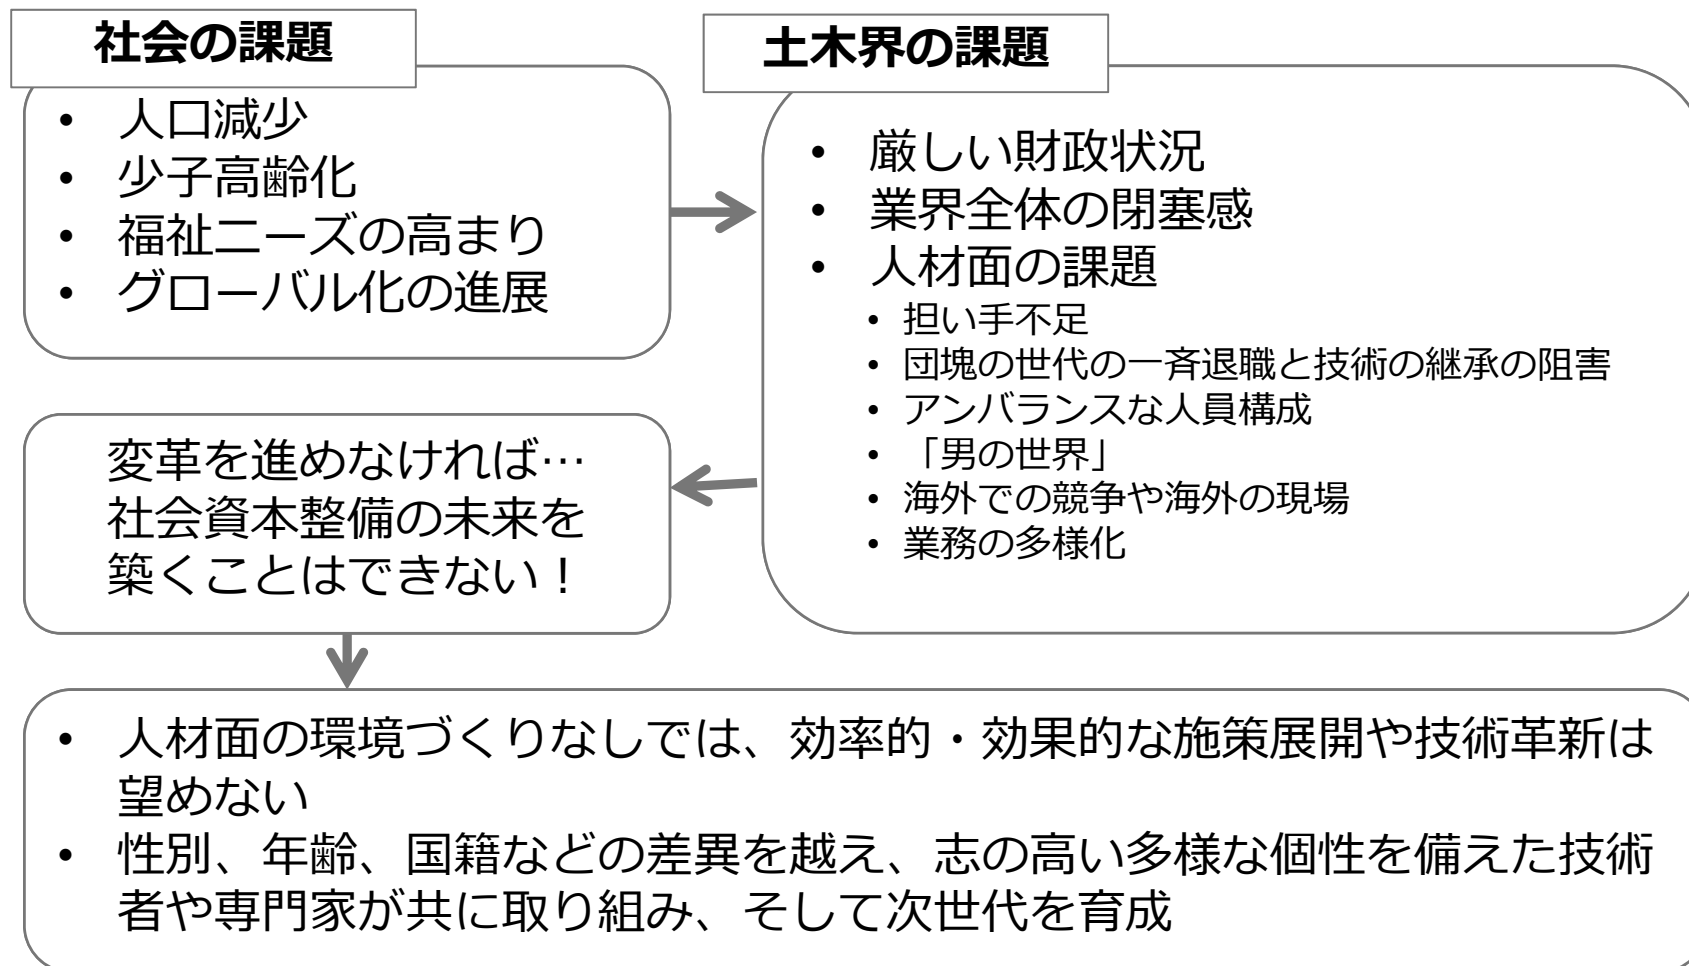 社会の課題
• 人口減少
• 少子高齢化
• 福祉ニーズの高まり
• グローバル化の進展
土木界の課題
• 厳しい財政状況
• 業界全体の閉塞感
• 人材面の課題
• 担い手不足
• 団塊の世代の一斉退職と技術の継承の阻害
• アンバランスな人員構成
• 「男の世界」
• 海外での競争や海外の現場
• 業務の多様化
変革を進めなければ…
社会資本整備の未来を
築くことはできない！
• 人材面の環境づくりなしでは、効率的・効果的な施策展開や技術革新は
望めない
• 性別、年齢、国籍などの差異を越え、志の高い多様な個性を備えた技術
者や専門家が共に取り組み、そして次世代を育成